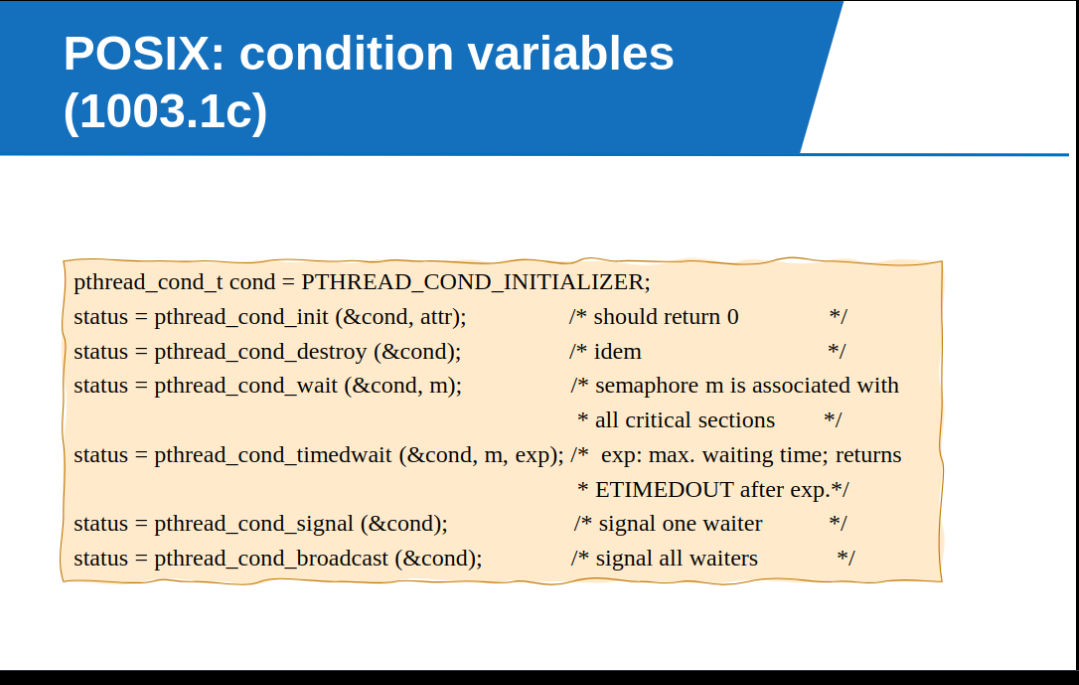 POSIX: condition variables
(1003.1c)
pthread_cond_t cond = PTHREAD_COND_INITIALIZER;
status = pthread_cond_init (&cond, attr); /* should return 0 */
status = pthread_cond_destroy (&cond); /* idem */
status = pthread_cond_wait (&cond, m); /* semaphore m is associated with
* all critical sections */
status = pthread_cond_timedwait (&cond, m, exp); /* exp: max. waiting time; returns
* ETIMEDOUT after exp.*/
status = pthread_cond_signal (&cond); /* signal one waiter */
status = pthread_cond_broadcast (&cond); /* signal all waiters */